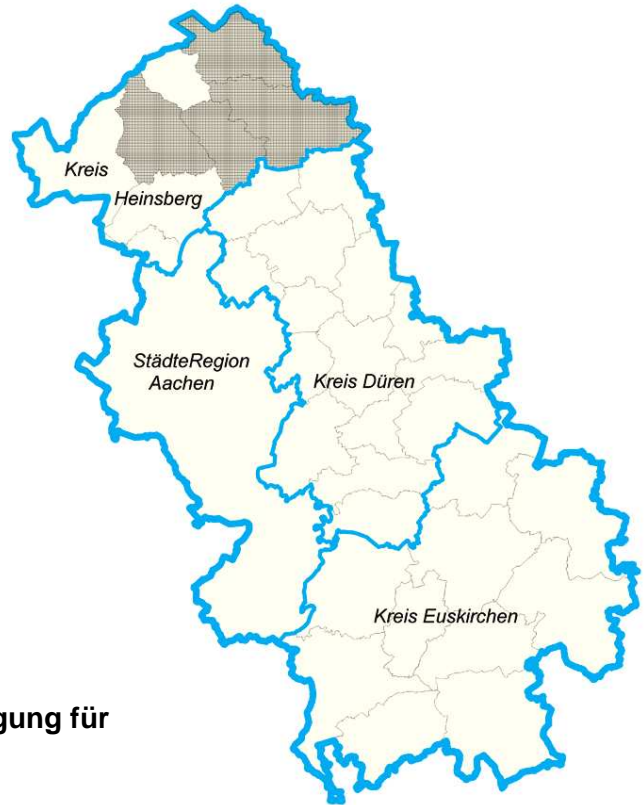 Kreis
Heinsberg
StädteRegion
Aachen
Kreis Düren
Kreis Euskirchen
gung für